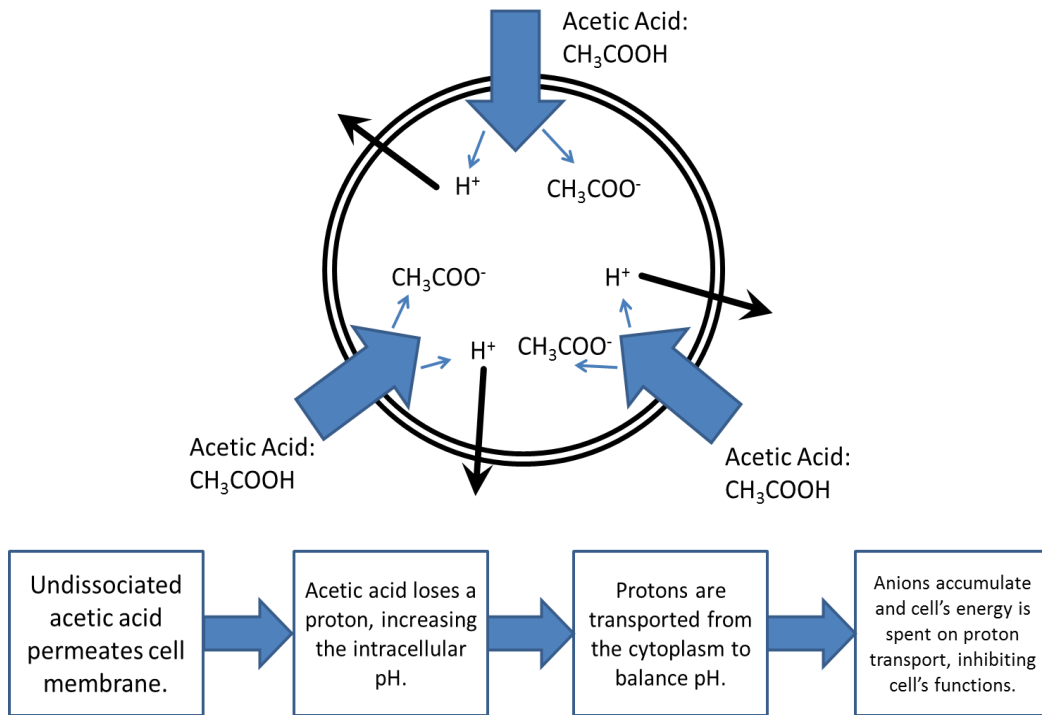 Acetic Acid:
CH₃COOH
H⁺
CH₃COO⁻
CH₃COO⁻
H⁺
H⁺
CH₃COO⁻
Acetic Acid:
CH₃COOH
Acetic Acid:
CH₃COOH
Undissociated
acetic acid
permeates cell
membrane.
Acetic acid loses a
proton, increasing
the intracellular
pH.
Protons are
transported from
the cytoplasm to
balance pH.
Anions accumulate
and cell’s energy is
spent on proton
transport, inhibiting
cell’s functions.